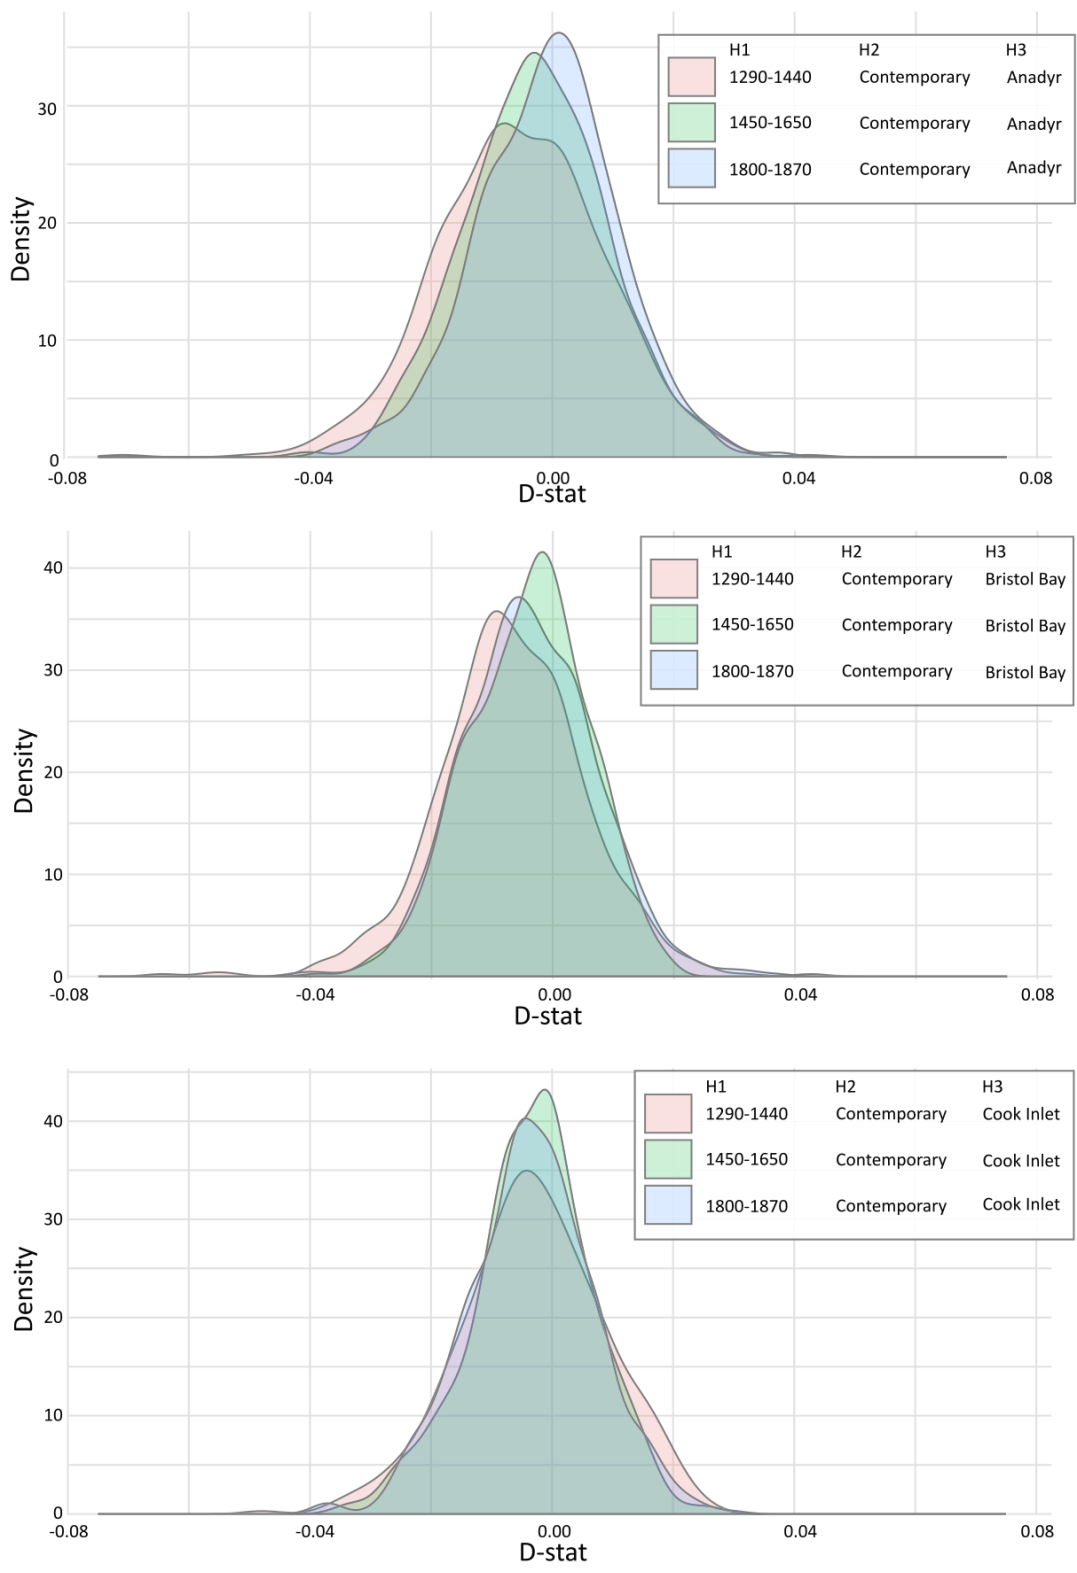 H1 H2 H3
1290-1440 Contemporary Anadyr
1450-1650 Contemporary Anadyr
1800-1870 Contemporary Anadyr
Density
30
20
10
0
-0.08 -0.04 0.00 0.04 0.08
D-stat
H1 H2 H3
1290-1440 Contemporary Bristol Bay
1450-1650 Contemporary Bristol Bay
1800-1870 Contemporary Bristol Bay
Density
40
30
20
10
0
-0.08 -0.04 0.00 0.04 0.08
D-stat
H1 H2 H3
1290-1440 Contemporary Cook Inlet
1450-1650 Contemporary Cook Inlet
1800-1870 Contemporary Cook Inlet
Density
40
30
20
10
0
-0.08 -0.04 0.00 0.04 0.08
D-stat